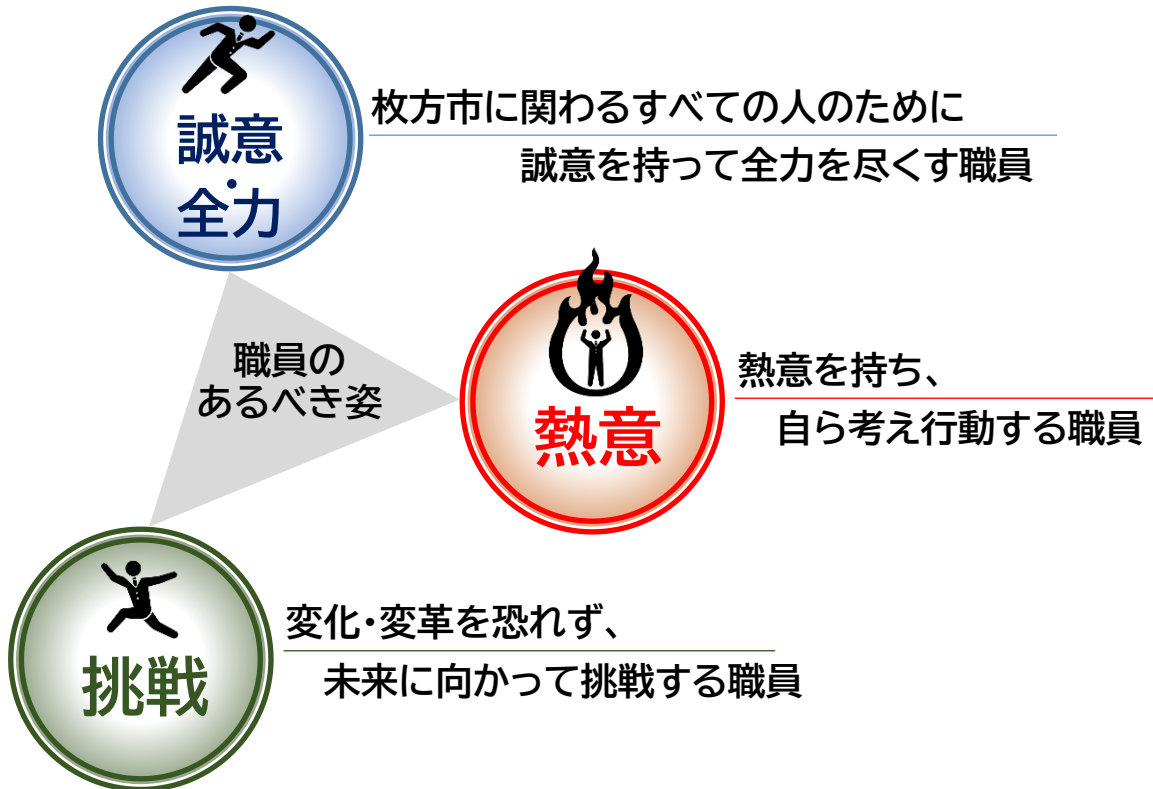 誠意
・
全力
枚方市に関わるすべての人のために
誠意を持って全力を尽くす職員
職員の
あるべき姿
熱意
熱意を持ち、
自ら考え行動する職員
挑戦
変化・変革を恐れず、
未来に向かって挑戦する職員